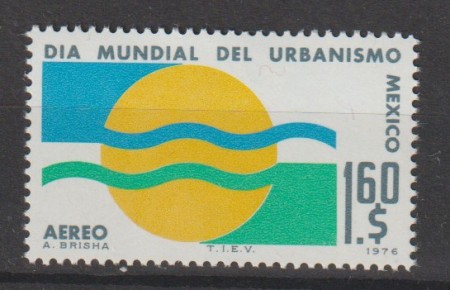 DIA MUNDIAL DEL URBANISMO
MEXICO
1.60 $
AEREO
A. BRISHA
T.I.E.V.
1976